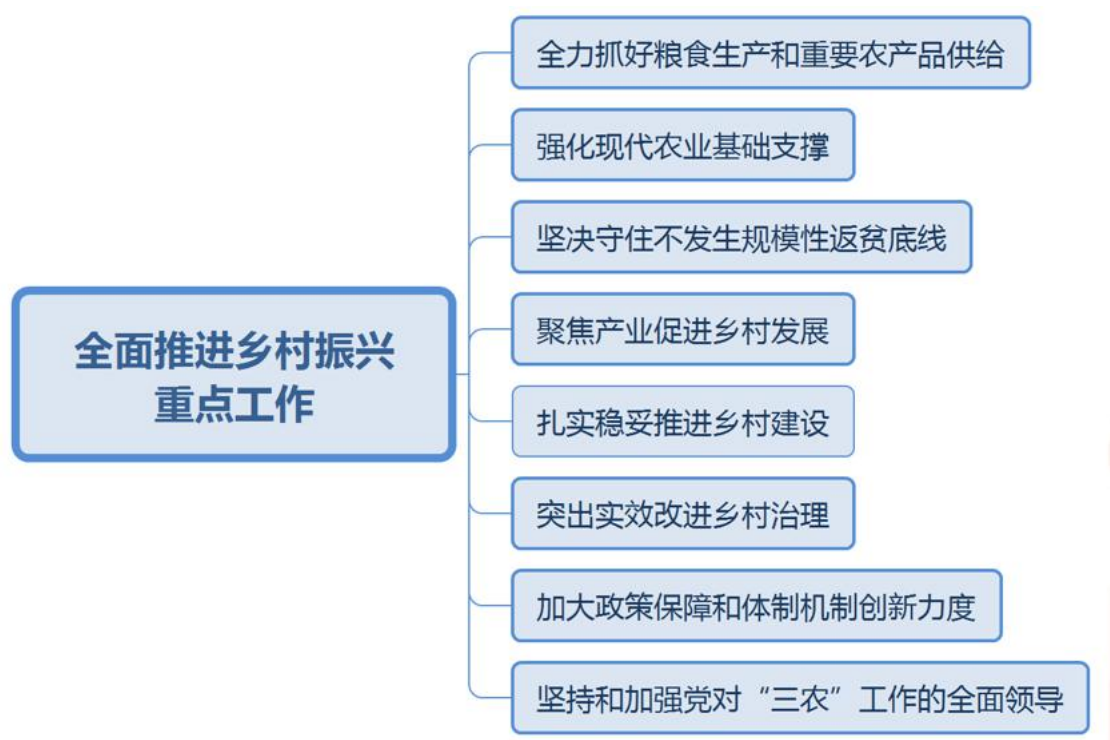 全面推进乡村振兴
重点工作
全力抓好粮食生产和重要农产品供给
强化现代农业基础支撑
坚决守住不发生规模性返贫底线
聚焦产业促进乡村发展
扎实稳妥推进乡村建设
突出实效改进乡村治理
加大政策保障和体制机制创新力度
坚持和加强党对“三农”工作的全面领导